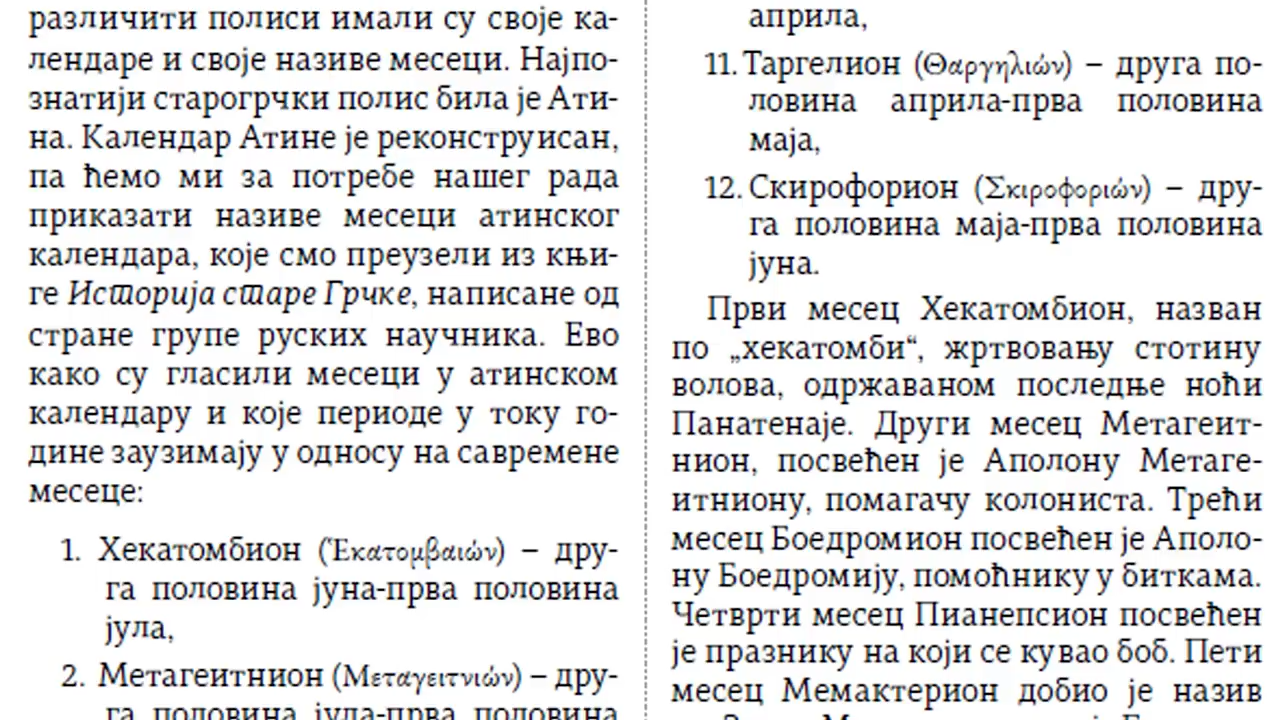 различити полиси имали су своје ка-
лендаре и своје називе месеци. Најпо-
знатији старогрчки полис била је Ати-
на. Календар Атине је реконструисан,
па ћемо ми за потребе нашег рада
приказати називе месеци атинског
календара, које смо преузели из књи-
ге Историја старе Грчке, написане од
стране групе руских научника. Ево
како су гласили месеци у атинском
календару и које периоде у току го-
дине заузимају у односу на савремене
месеце:
1. Хекатомбион (Ἑκατομβαιών) – дру-
га половина јуна-прва половина
јула,
2. Метагеитнион (Μεταγειτνιών) – дру-
га половина јула-прва половина
априла,
11. Таргелион (Θαργηλιών) – друга по-
ловина априла-прва половина
маја,
12. Скирофорион (Σκιροφοριών) – дру-
га половина маја-прва половина
јуна.
Први месец Хекатомбион, назван
по „хекатомби“, жртвовању стотину
волова, одржаваном последње ноћи
Панатенаје. Други месец Метагеит-
нион, посвећен је Аполону Метаге-
итниону, помагачу колониста. Трећи
месец Боедромион посвећен је Аполо-
ну Боедромију, помоћнику у биткама.
Четврти месец Пианепсион посвећен
је празнику на који се кувао боб. Пети
месец Мемактерион добио је назив